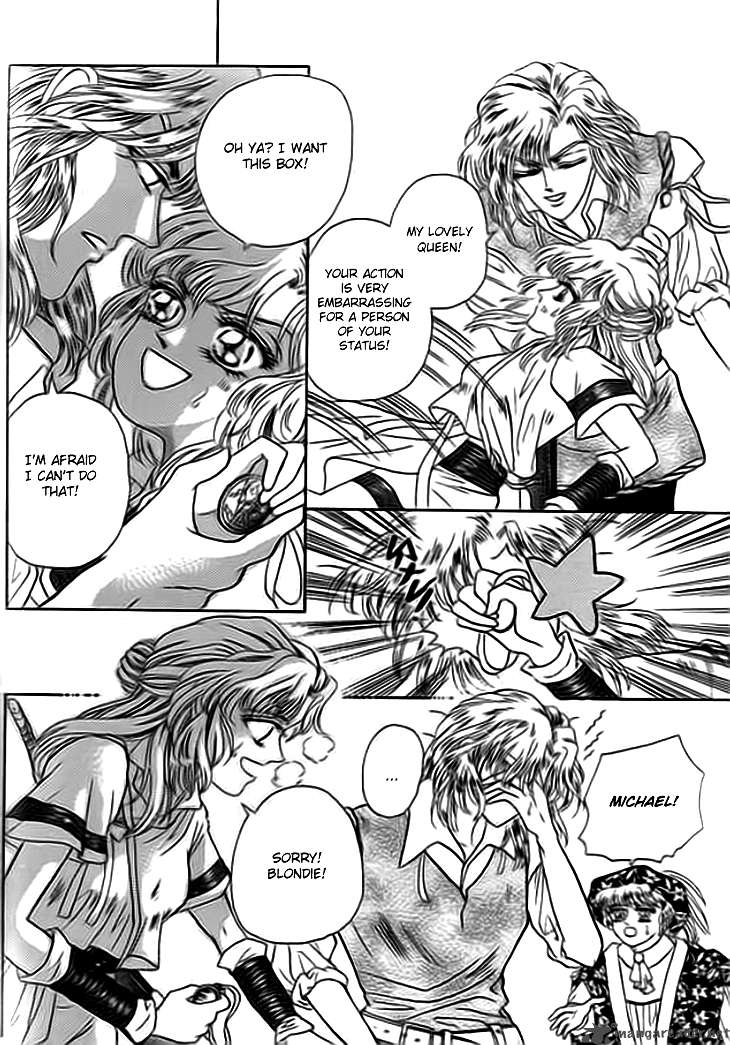 MY LOVELY
QUEEN!
YOUR ACTION
IS VERY
EMBARRASSING
FOR A PERSON
OF YOUR
STATUS!
OH YA? I WANT
THIS BOX!
I'M AFRAID
I CAN'T DO
THAT!
...
SORRY!
BLONDIE!
MICHAEL!